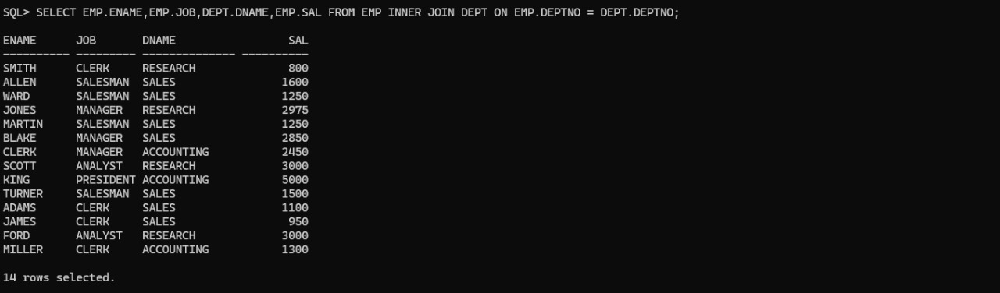 SQL> SELECT EMP.ENAME,EMP.JOB,DEPT.DNAME,EMP.SAL FROM EMP INNER JOIN DEPT ON EMP.DEPTNO = DEPT.DEPTNO;

ENAME      JOB       DNAME                 SAL
---------- --------- -------------- ----------
SMITH      CLERK     RESEARCH              800
ALLEN      SALESMAN  SALES                1600
WARD       SALESMAN  SALES                1250
JONES      MANAGER   RESEARCH             2975
MARTIN     SALESMAN  SALES                1250
BLAKE      MANAGER   SALES                2850
CLERK      MANAGER   ACCOUNTING           2450
SCOTT      ANALYST   RESEARCH             3000
KING       PRESIDENT ACCOUNTING           5000
TURNER     SALESMAN  SALES                1500
ADAMS      CLERK     SALES                1100
JAMES      CLERK     SALES                 950
FORD       ANALYST   RESEARCH             3000
MILLER     CLERK     ACCOUNTING           1300

14 rows selected.